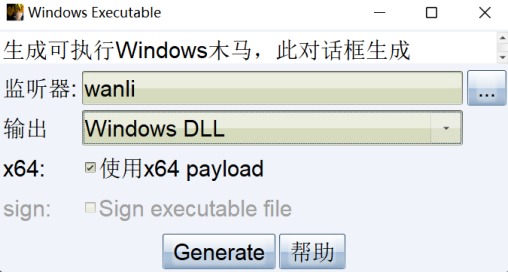 Windows Executable
生成可执行Windows木马，此对话框生成
监听器: wanli
...
输出 Windows DLL
x64: 使用x64 payload
sign: Sign executable file
Generate 帮助